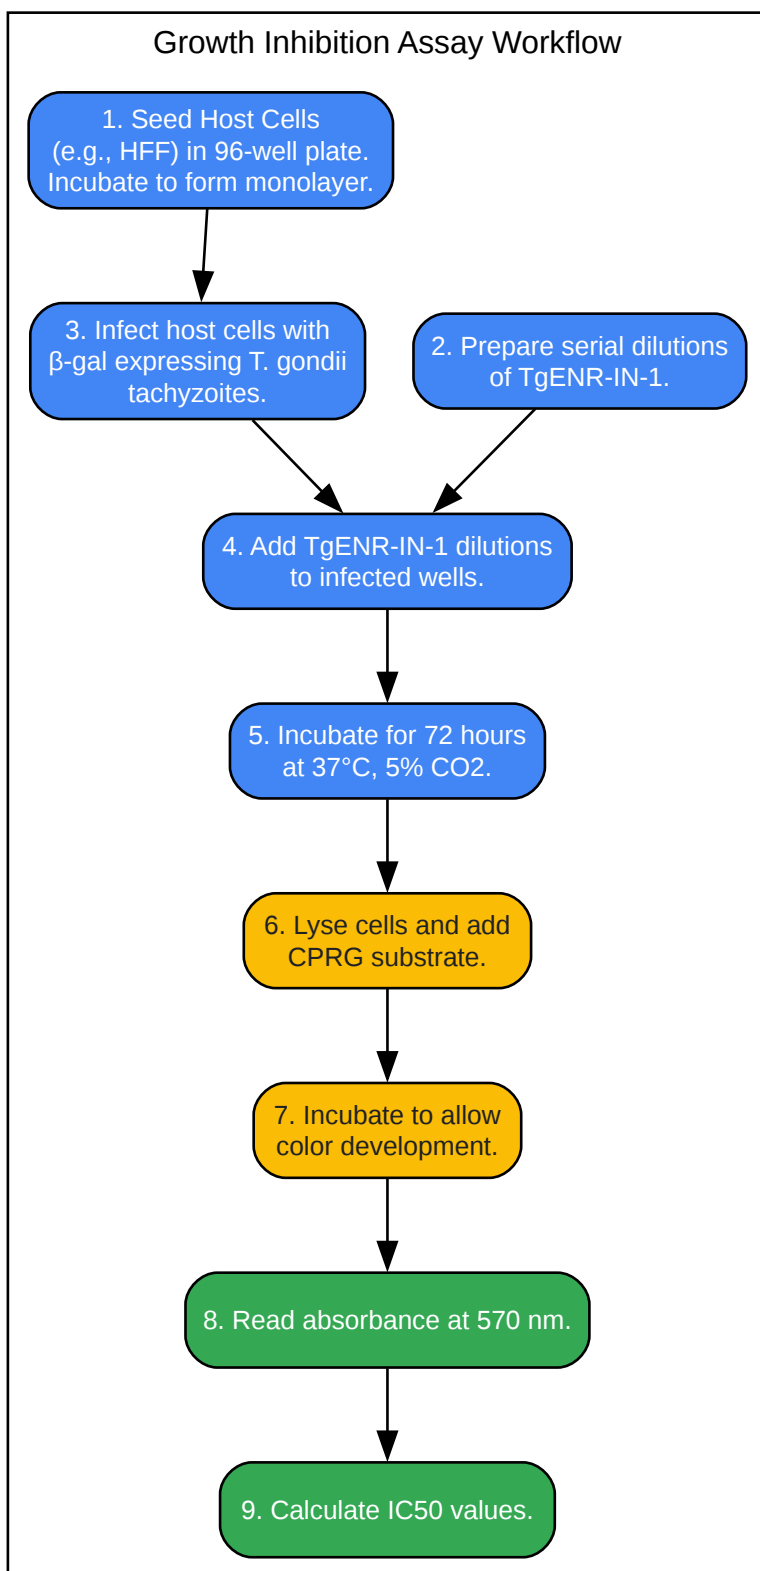 Growth Inhibition Assay Workflow
1. Seed Host Cells
(e.g., HFF) in 96-well plate.
Incubate to form monolayer.
3. Infect host cells with
β-gal expressing T. gondii
tachyzoites.
2. Prepare serial dilutions
of TgENR-IN-1.
4. Add TgENR-IN-1 dilutions
to infected wells.
5. Incubate for 72 hours
at 37°C, 5% CO2.
6. Lyse cells and add
CPRG substrate.
7. Incubate to allow
color development.
8. Read absorbance at 570 nm.
9. Calculate IC50 values.